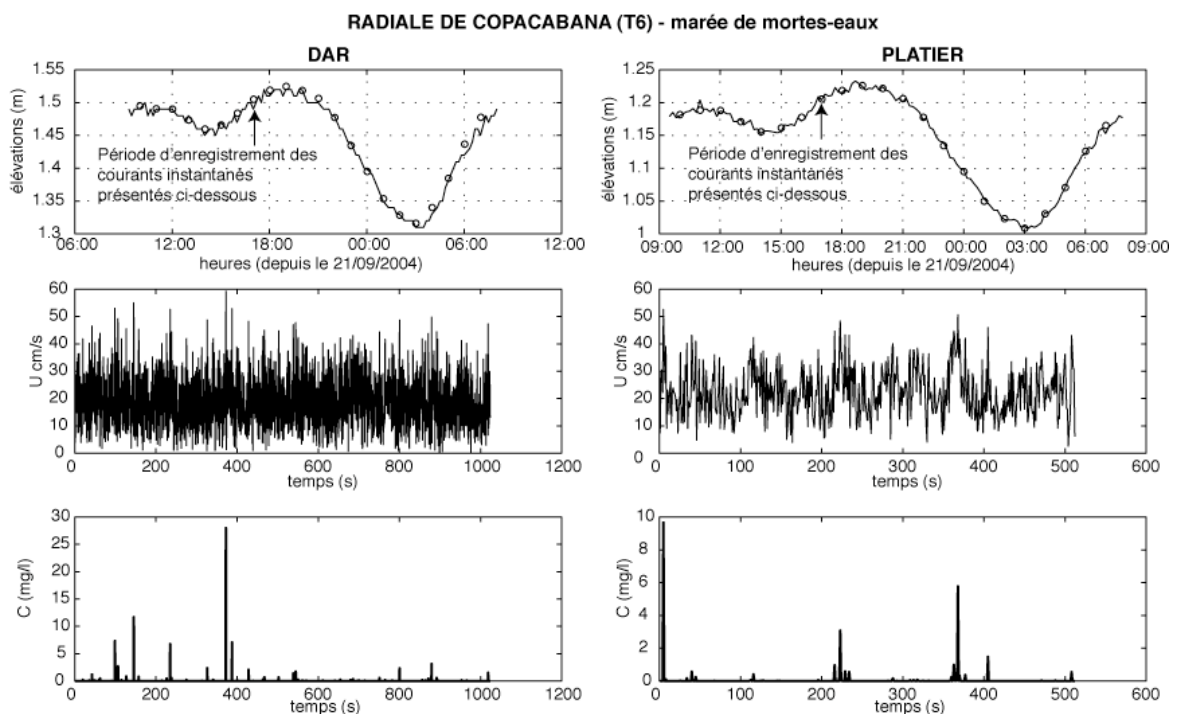 RADIALE DE COPACABANA (T6) - marée de mortes-eaux
DAR
élévations (m)
1.55
1.5
1.45
1.4
1.35
1.3
Période d'enregistrement des
courants instantanés
présentés ci-dessous
06:00 12:00 18:00 00:00 06:00 12:00
heures (depuis le 21/09/2004)
PLATIER
élévations (m)
1.25
1.2
1.15
1.1
1.05
1
Période d'enregistrement des
courants instantanés
présentés ci-dessous
09:00 12:00 15:00 18:00 21:00 00:00 03:00 06:00 09:00
heures (depuis le 21/09/2004)
U cm/s
60
50
40
30
20
10
0
0 200 400 600 800 1000 1200
temps (s)
U cm/s
60
50
40
30
20
10
0
0 100 200 300 400 500 600
temps (s)
C (mg/l)
30
25
20
15
10
5
0
0 200 400 600 800 1000 1200
temps (s)
C (mg/l)
10
8
6
4
2
0
0 100 200 300 400 500 600
temps (s)